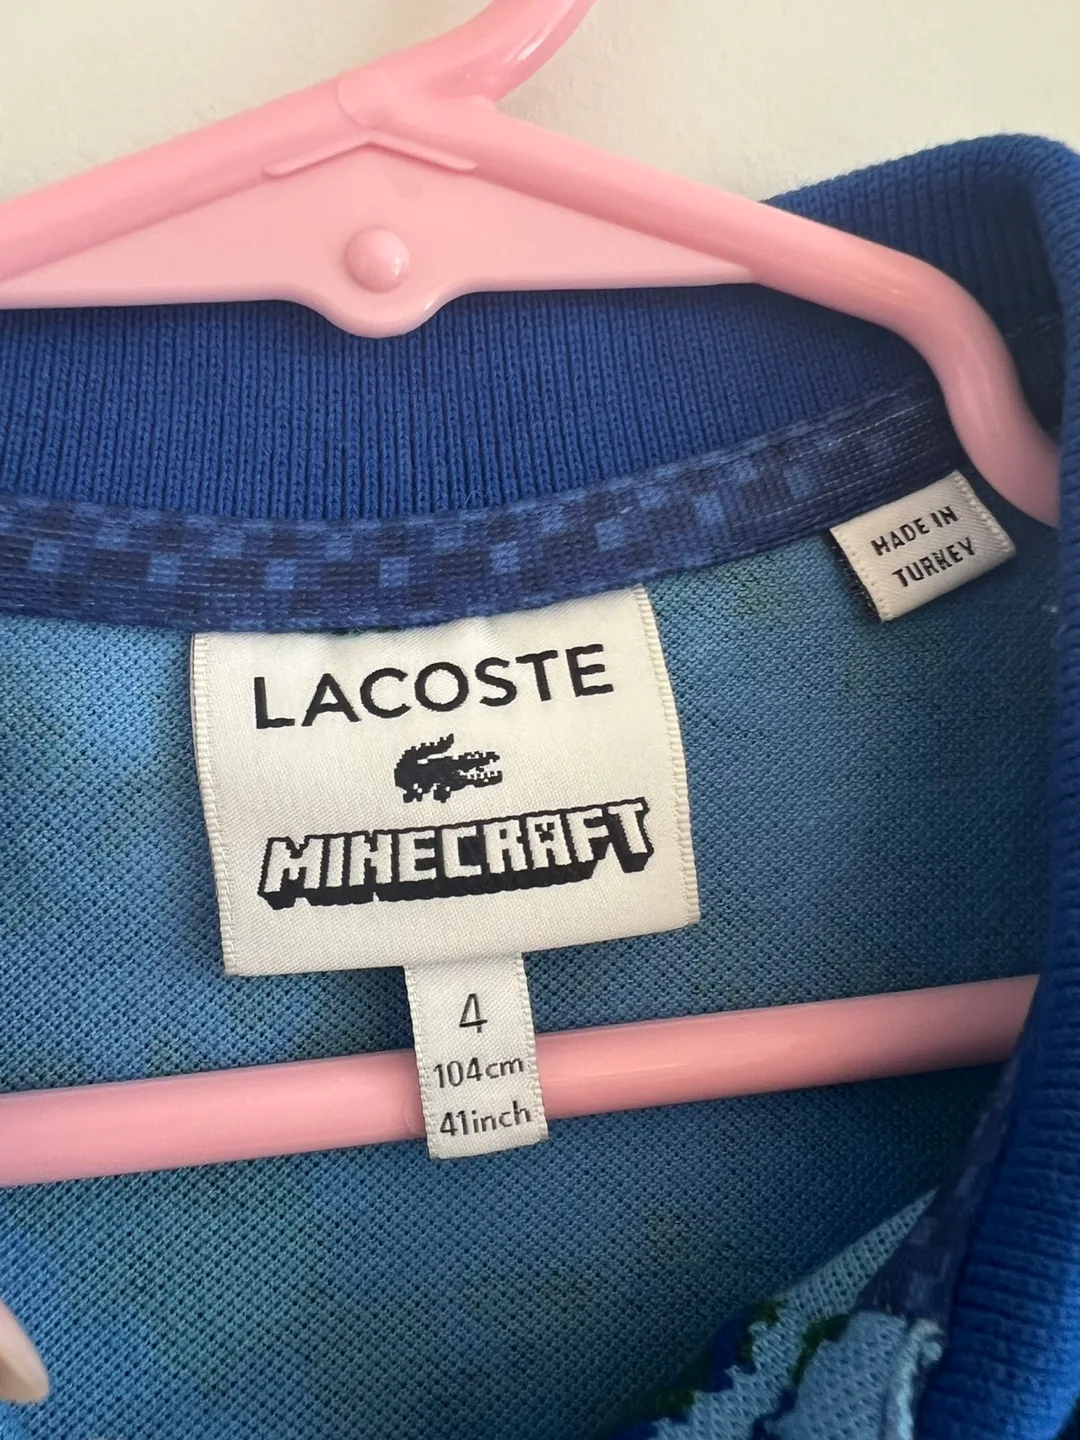 MADE IN
TURKEY
LACOSTE
MINECRAFT
4
104cm
41inch